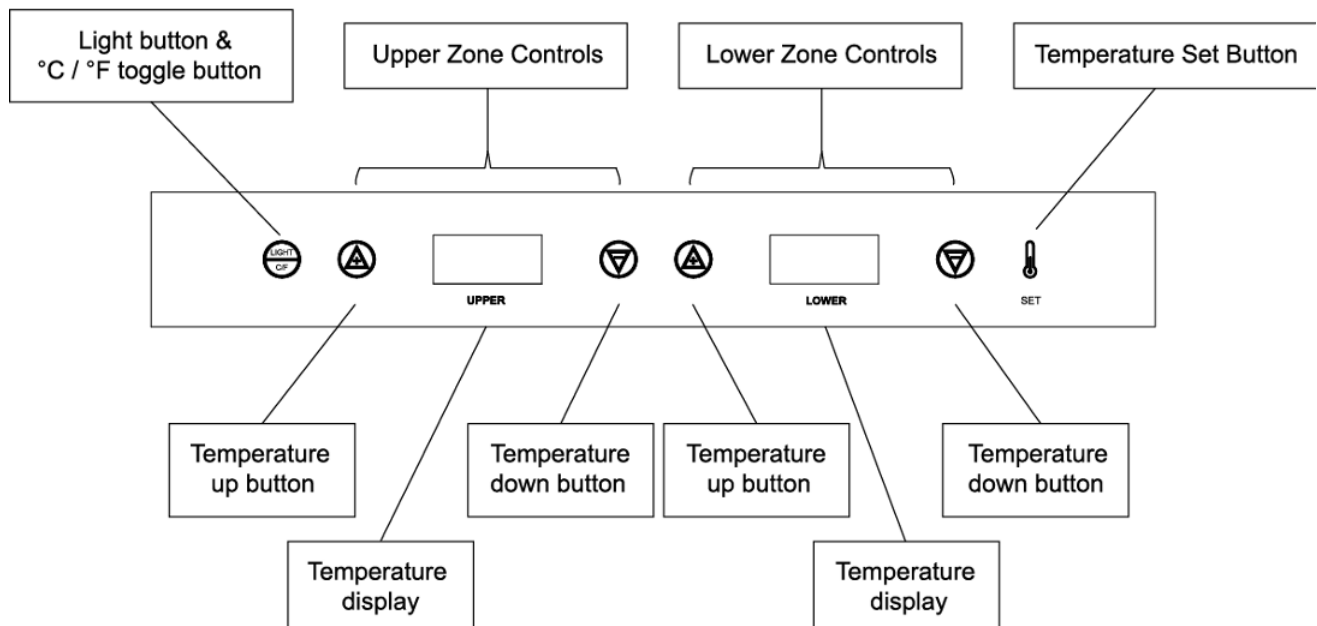 Light button &
°C / °F toggle button
Upper Zone Controls
Lower Zone Controls
Temperature Set Button
LIGHT
C/F
UPPER
LOWER
SET
Temperature
up button
Temperature
down button
Temperature
up button
Temperature
down button
Temperature
display
Temperature
display